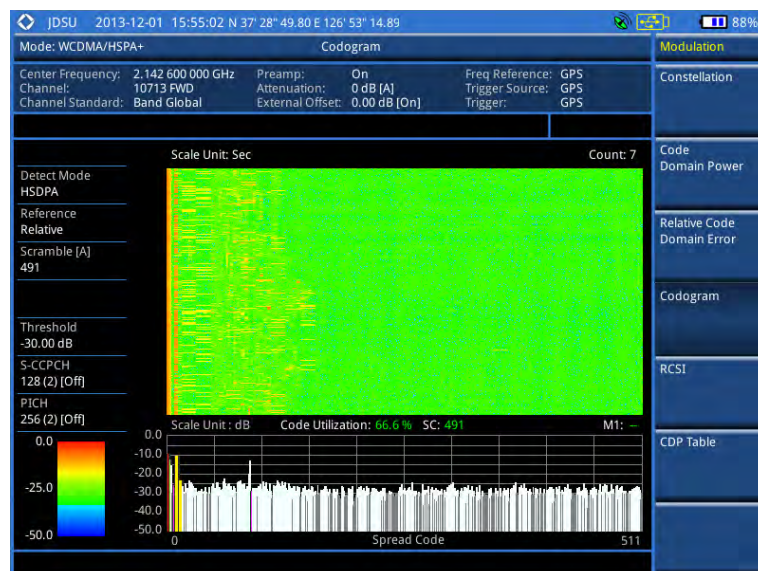 JDSU 2013-12-01 15:55:02 N 37' 28" 49.80 E 126' 53" 14.89 88%
Mode: WCDMA/HSPA+ Codogram Modulation
Center Frequency: 2.142 600 000 GHz Preamp: On Freq Reference: GPS
Channel: 10713 FWD Attenuation: 0 dB [A] Trigger Source: GPS
Channel Standard: Band Global External Offset: 0.00 dB [On] Trigger: GPS
Constellation
Scale Unit: Sec Count: 7
Code
Domain Power
Detect Mode
HSDPA
Reference
Relative
Relative Code
Domain Error
Scramble [A]
491
Codogram
Threshold
-30.00 dB
RCSI
S-CCPCH
128 (2) [Off]
PICH
256 (2) [Off]
Scale Unit : dB Code Utilization: 66.6 % SC: 491 M1: --
CDP Table
0.0
-25.0
-50.0
0.0
-10.0
-20.0
-30.0
-40.0
-50.0
0 Spread Code 511